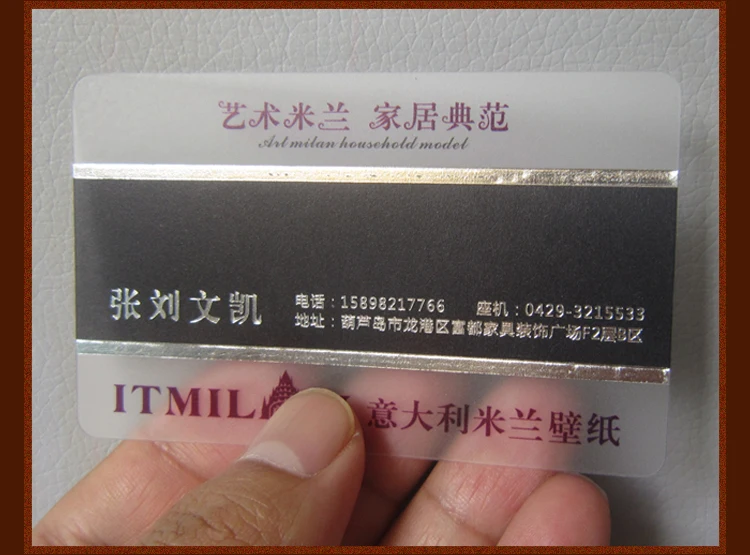 艺术米兰 家居典范
Art milan household model
张刘文凯
电话：15898217766 座机：0429-3215533
地址：葫芦岛市龙港区富都家具装饰广场F2层B区
ITMIL
意大利米兰壁纸